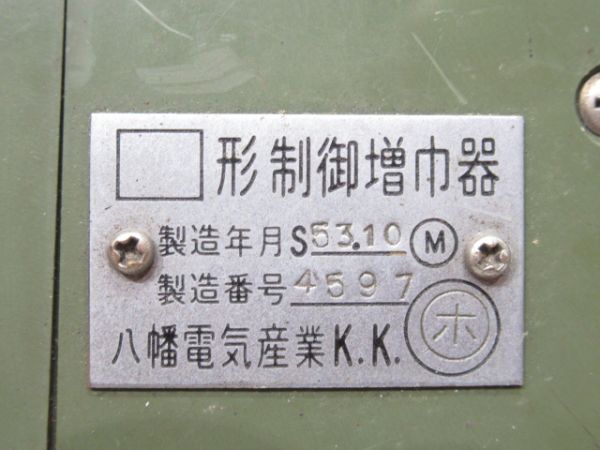 形制御増巾器
製造年月S53.10 Ⓜ
製造番号4597
八幡電気産業K.K. ㋭